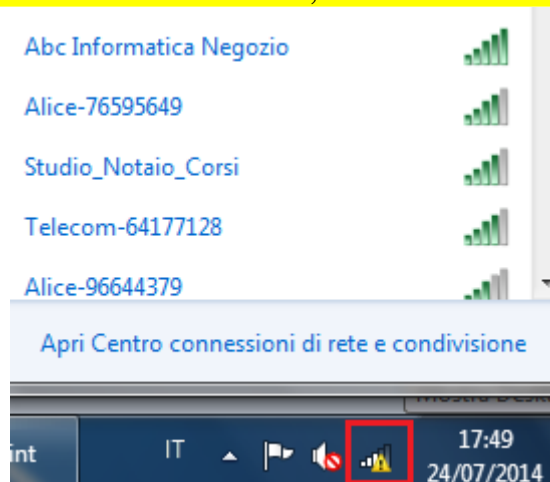 Abc Informatica Negozio
Alice-76595649
Studio_Notaio_Corsi
Telecom-64177128
Alice-96644379
Apri Centro connessioni di rete e condivisione
int
IT
17:49
24/07/2014